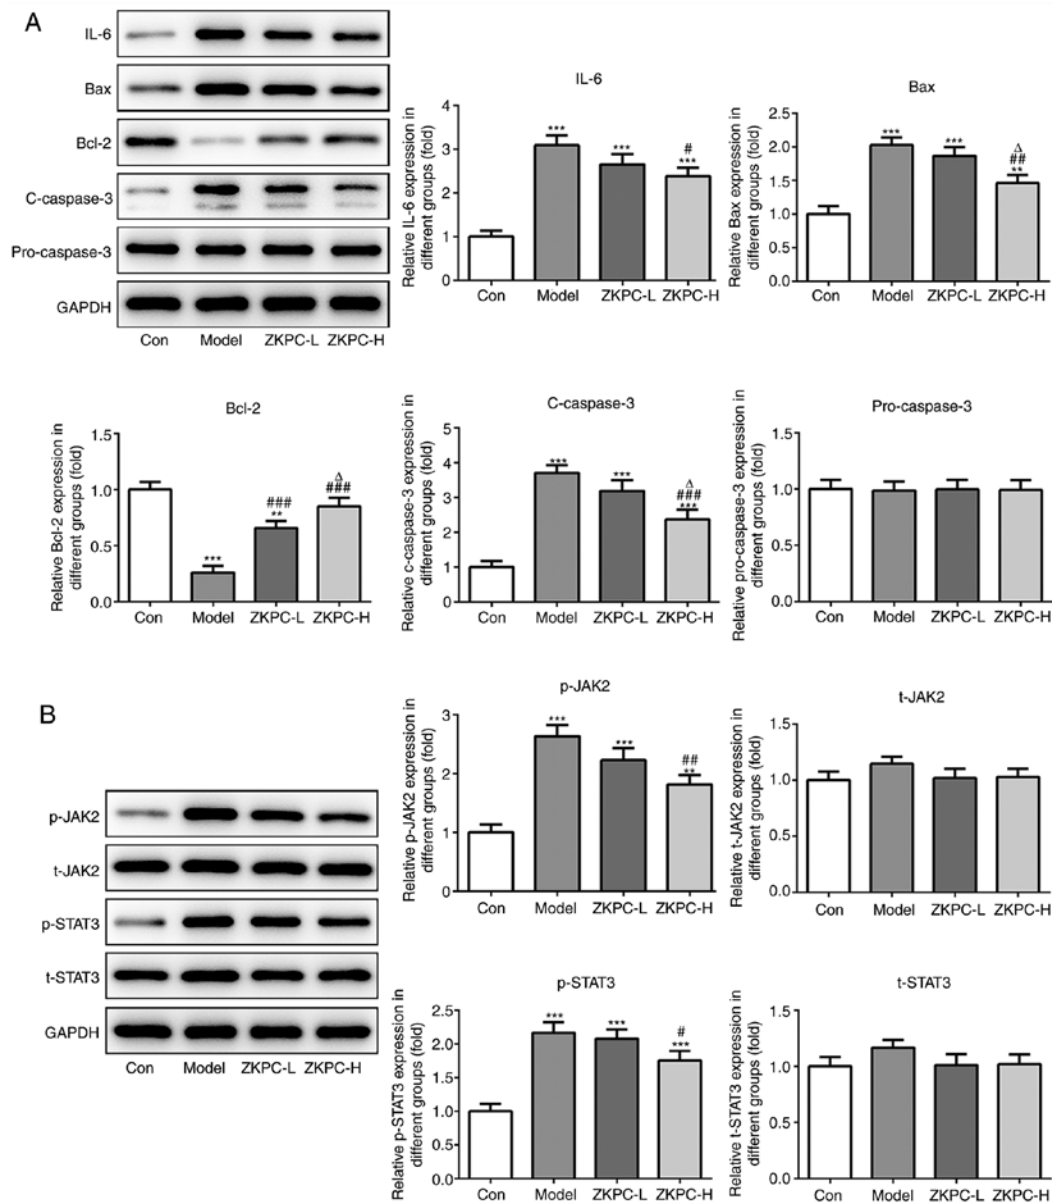 A
IL-6
Bax
Bcl-2
C-caspase-3
Pro-caspase-3
GAPDH
Con Model ZKPC-L ZKPC-H
IL-6
Relative IL-6 expression in
different groups (fold)
4
3
2
1
0
***
***
#
***
Con Model ZKPC-L ZKPC-H
Bax
Relative Bax expression in
different groups (fold)
2.5
2.0
1.5
1.0
0.5
0.0
***
***
Δ
##
**
Con Model ZKPC-L ZKPC-H
Bcl-2
Relative Bcl-2 expression in
different groups (fold)
1.5
1.0
0.5
0.0
***
###
**
Δ
###
Con Model ZKPC-L ZKPC-H
C-caspase-3
Relative c-caspase-3 expression in
different groups (fold)
5
4
3
2
1
0
***
***
Δ
###
***
Con Model ZKPC-L ZKPC-H
Pro-caspase-3
Relative pro-caspase-3 expression in
different groups (fold)
1.5
1.0
0.5
0.0
Con Model ZKPC-L ZKPC-H
B
p-JAK2
t-JAK2
p-STAT3
t-STAT3
GAPDH
Con Model ZKPC-L ZKPC-H
p-JAK2
Relative p-JAK2 expression in
different groups (fold)
3
2
1
0
***
***
##
**
Con Model ZKPC-L ZKPC-H
t-JAK2
Relative t-JAK2 expression in
different groups (fold)
1.5
1.0
0.5
0.0
Con Model ZKPC-L ZKPC-H
p-STAT3
Relative p-STAT3 expression in
different groups (fold)
2.5
2.0
1.5
1.0
0.5
0.0
***
***
#
***
Con Model ZKPC-L ZKPC-H
t-STAT3
Relative t-STAT3 expression in
different groups (fold)
1.5
1.0
0.5
0.0
Con Model ZKPC-L ZKPC-H